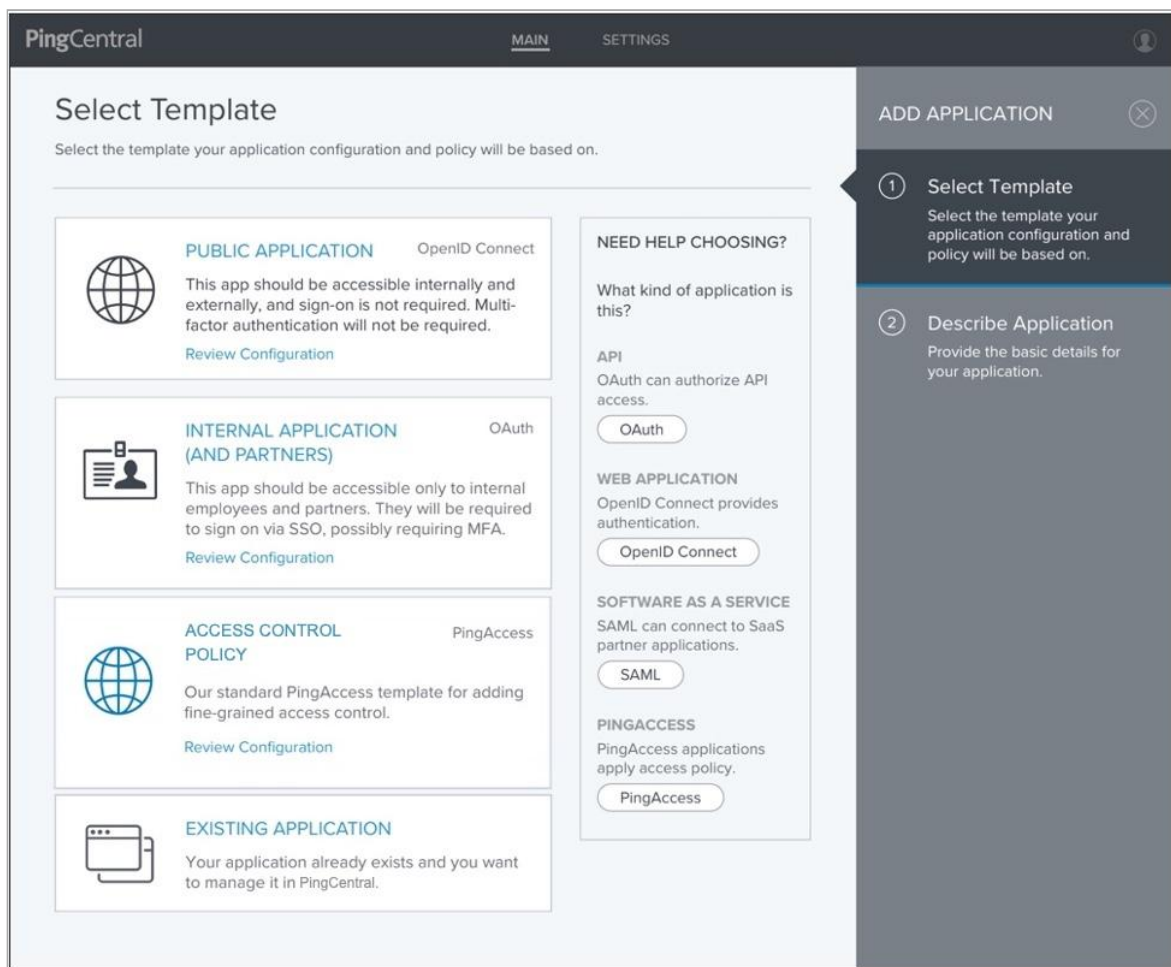 PingCentral
MAIN
SETTINGS
Select Template
Select the template your application configuration and policy will be based on.
PUBLIC APPLICATION
OpenID Connect
This app should be accessible internally and
externally, and sign-on is not required. Multi-
factor authentication will not be required.
Review Configuration
INTERNAL APPLICATION
(AND PARTNERS)
OAuth
This app should be accessible only to internal
employees and partners. They will be required
to sign on via SSO, possibly requiring MFA.
Review Configuration
ACCESS CONTROL
POLICY
PingAccess
Our standard PingAccess template for adding
fine-grained access control.
Review Configuration
EXISTING APPLICATION
Your application already exists and you want
to manage it in PingCentral.
NEED HELP CHOOSING?
What kind of application is
this?
API
OAuth can authorize API
access.
OAuth
WEB APPLICATION
OpenID Connect provides
authentication.
OpenID Connect
SOFTWARE AS A SERVICE
SAML can connect to SaaS
partner applications.
SAML
PINGACCESS
PingAccess applications
apply access policy.
PingAccess
ADD APPLICATION
1
Select Template
Select the template your
application configuration and
policy will be based on.
2
Describe Application
Provide the basic details for
your application.